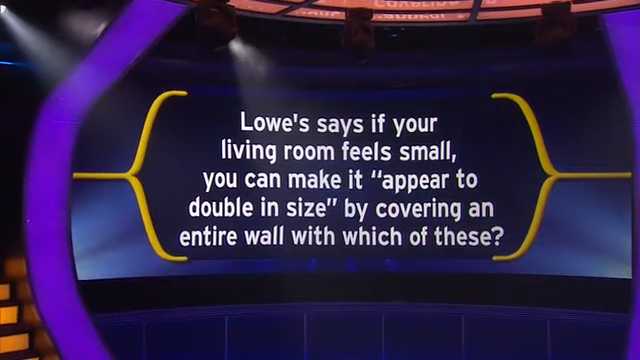 Lowe's says if your
living room feels small,
you can make it “appear to
double in size” by covering an
entire wall with which of these?